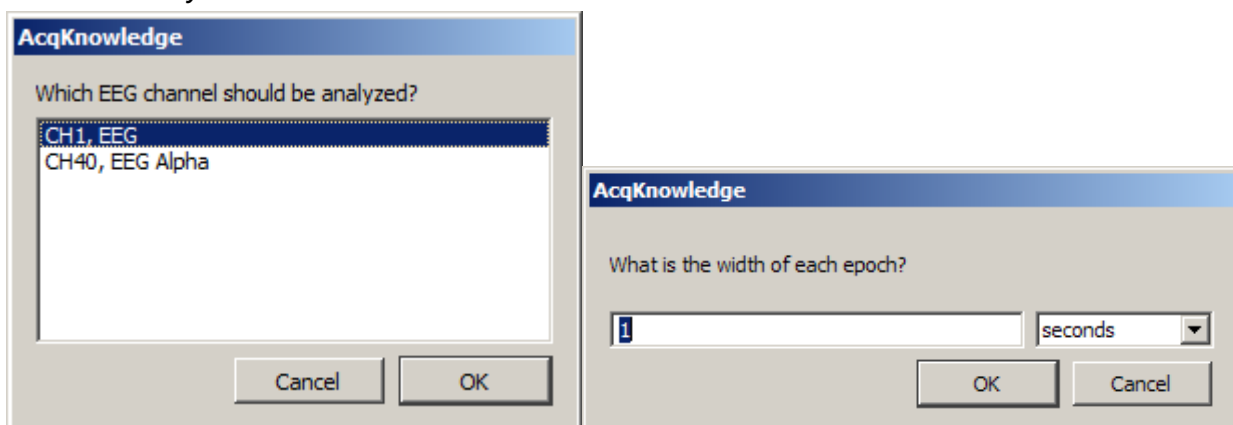 AcqKnowledge
Which EEG channel should be analyzed?
CH1, EEG
CH40, EEG Alpha
Cancel OK
AcqKnowledge
What is the width of each epoch?
1 seconds
OK Cancel